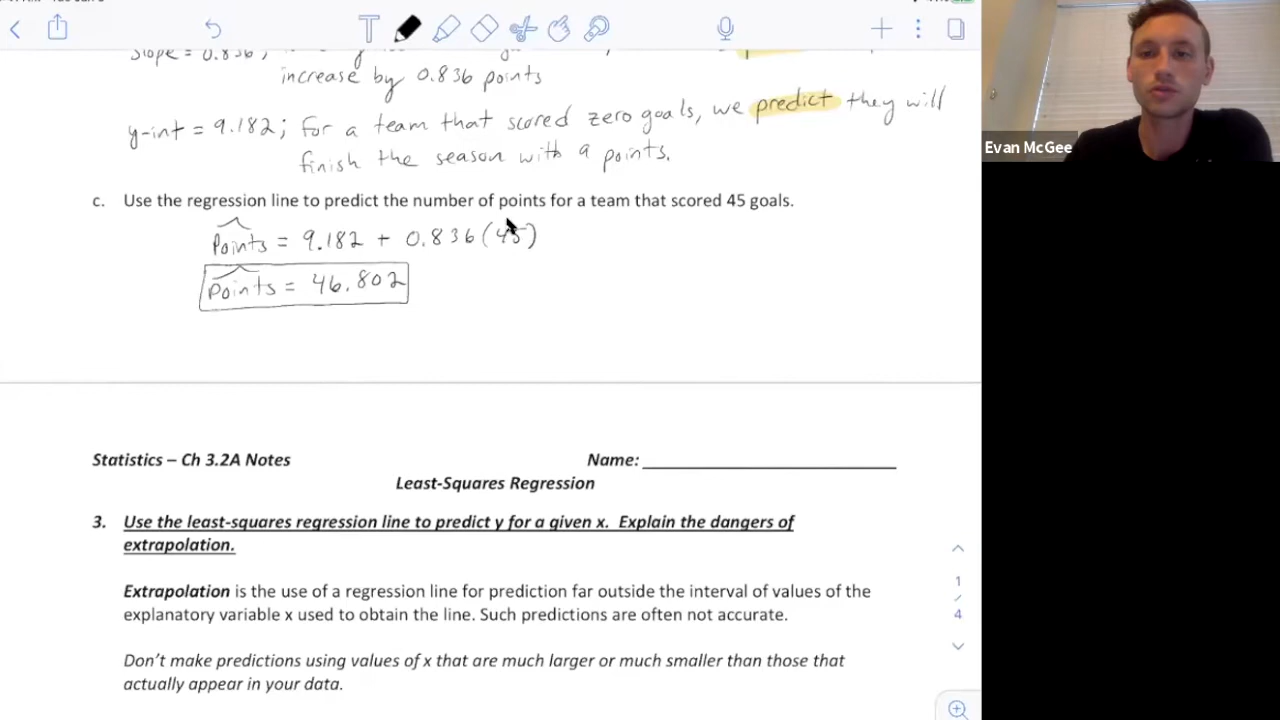 slope = 0.836;
increase by 0.836 points
y-int = 9.182; for a team that scored zero goals, we predict they will
finish the season with 9 points.
c. Use the regression line to predict the number of points for a team that scored 45 goals.
points = 9.182 + 0.836(45)
points = 46.802
Evan McGee
Statistics – Ch 3.2A Notes Name:
Least-Squares Regression
3. Use the least-squares regression line to predict y for a given x. Explain the dangers of
extrapolation.
Extrapolation is the use of a regression line for prediction far outside the interval of values of the
explanatory variable x used to obtain the line. Such predictions are often not accurate.
Don't make predictions using values of x that are much larger or much smaller than those that
actually appear in your data.
1
/
4